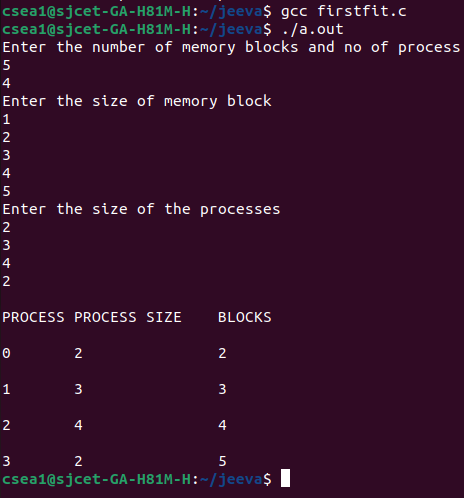 csea1@sjcet-GA-H81M-H:~/jeeva$ gcc firstfit.c
csea1@sjcet-GA-H81M-H:~/jeeva$ ./a.out
Enter the number of memory blocks and no of process
5
4
Enter the size of memory block
1
2
3
4
5
Enter the size of the processes
2
3
4
2
PROCESS PROCESS SIZE    BLOCKS
0       2               2
1       3               3
2       4               4
3       2               5
csea1@sjcet-GA-H81M-H:~/jeeva$